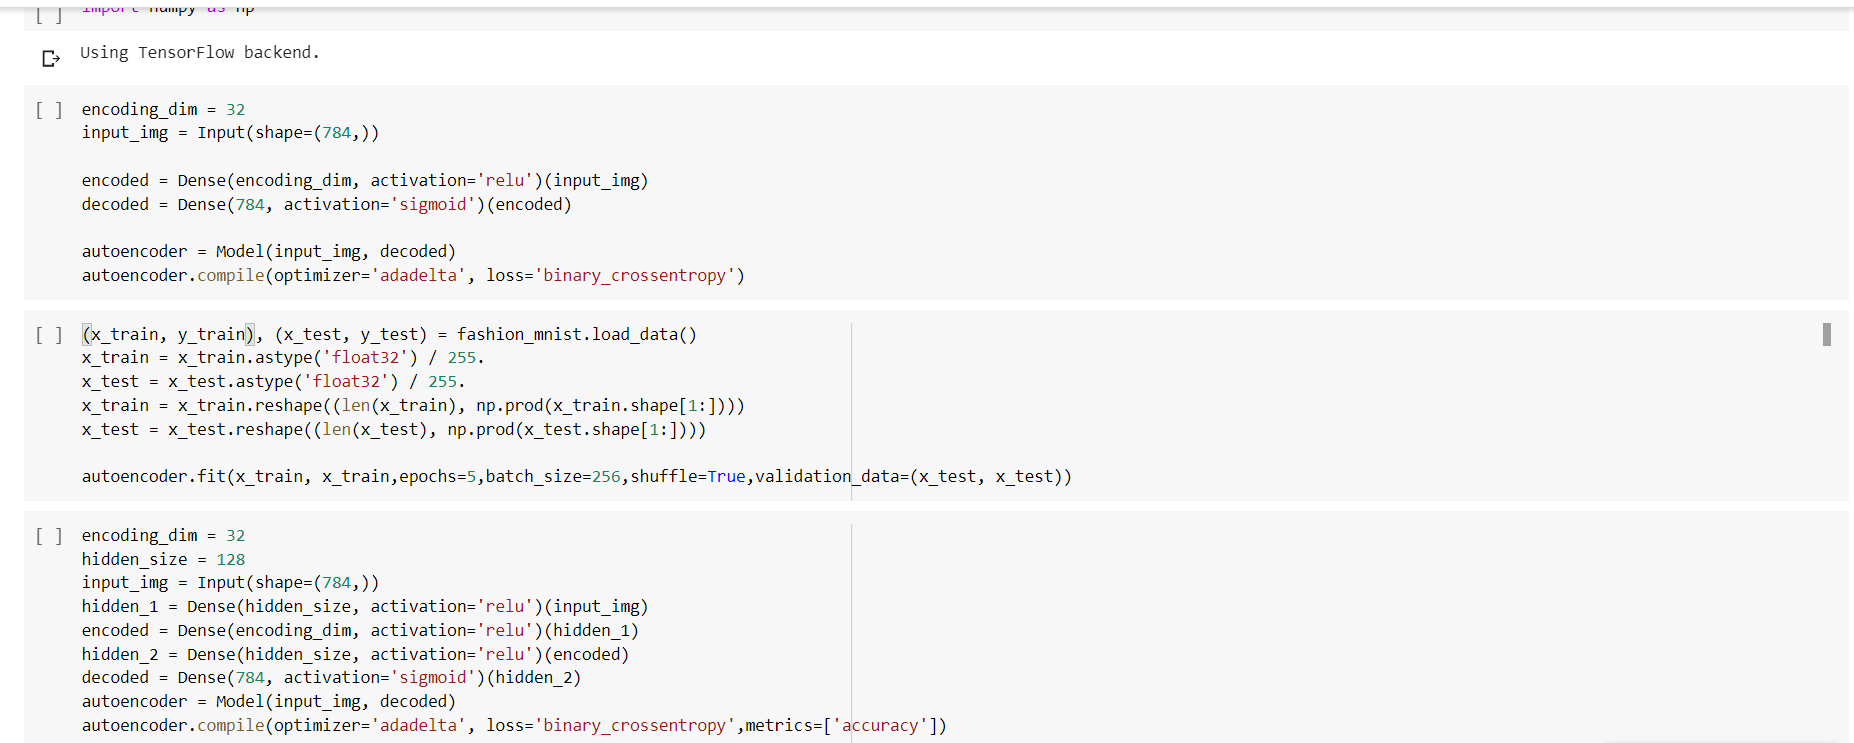 [ ] import numpy as np
Using TensorFlow backend.
[ ] encoding_dim = 32
input_img = Input(shape=(784,))
encoded = Dense(encoding_dim, activation='relu')(input_img)
decoded = Dense(784, activation='sigmoid')(encoded)
autoencoder = Model(input_img, decoded)
autoencoder.compile(optimizer='adadelta', loss='binary_crossentropy')
[ ] (x_train, y_train), (x_test, y_test) = fashion_mnist.load_data()
x_train = x_train.astype('float32') / 255.
x_test = x_test.astype('float32') / 255.
x_train = x_train.reshape((len(x_train), np.prod(x_train.shape[1:])))
x_test = x_test.reshape((len(x_test), np.prod(x_test.shape[1:])))
autoencoder.fit(x_train, x_train,epochs=5,batch_size=256,shuffle=True,validation_data=(x_test, x_test))
[ ] encoding_dim = 32
hidden_size = 128
input_img = Input(shape=(784,))
hidden_1 = Dense(hidden_size, activation='relu')(input_img)
encoded = Dense(encoding_dim, activation='relu')(hidden_1)
hidden_2 = Dense(hidden_size, activation='relu')(encoded)
decoded = Dense(784, activation='sigmoid')(hidden_2)
autoencoder = Model(input_img, decoded)
autoencoder.compile(optimizer='adadelta', loss='binary_crossentropy',metrics=['accuracy'])